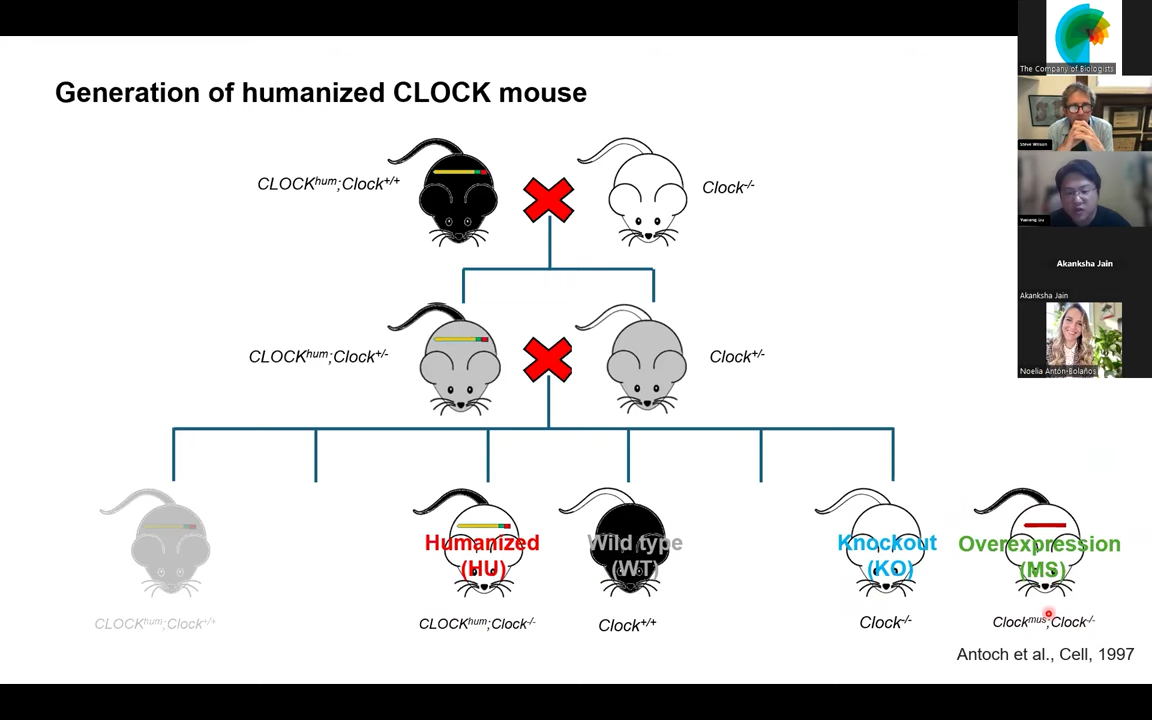 Generation of humanized CLOCK mouse
CLOCKhum;Clock+/+
Clock-/-
CLOCKhum;Clock+/-
Clock+/-
Humanized
(HU)
Wild type
(WT)
Knockout
(KO)
Overexpression
(MS)
CLOCKhum;Clock+/+
CLOCKhum;Clock-/-
Clock+/+
Clock-/-
Clockmus;Clock-/-
Antoch et al., Cell, 1997
The Company of Biologists
Steve Wilson
Akanksha Jain
Akanksha Jain
Noelia Antón-Bolaños